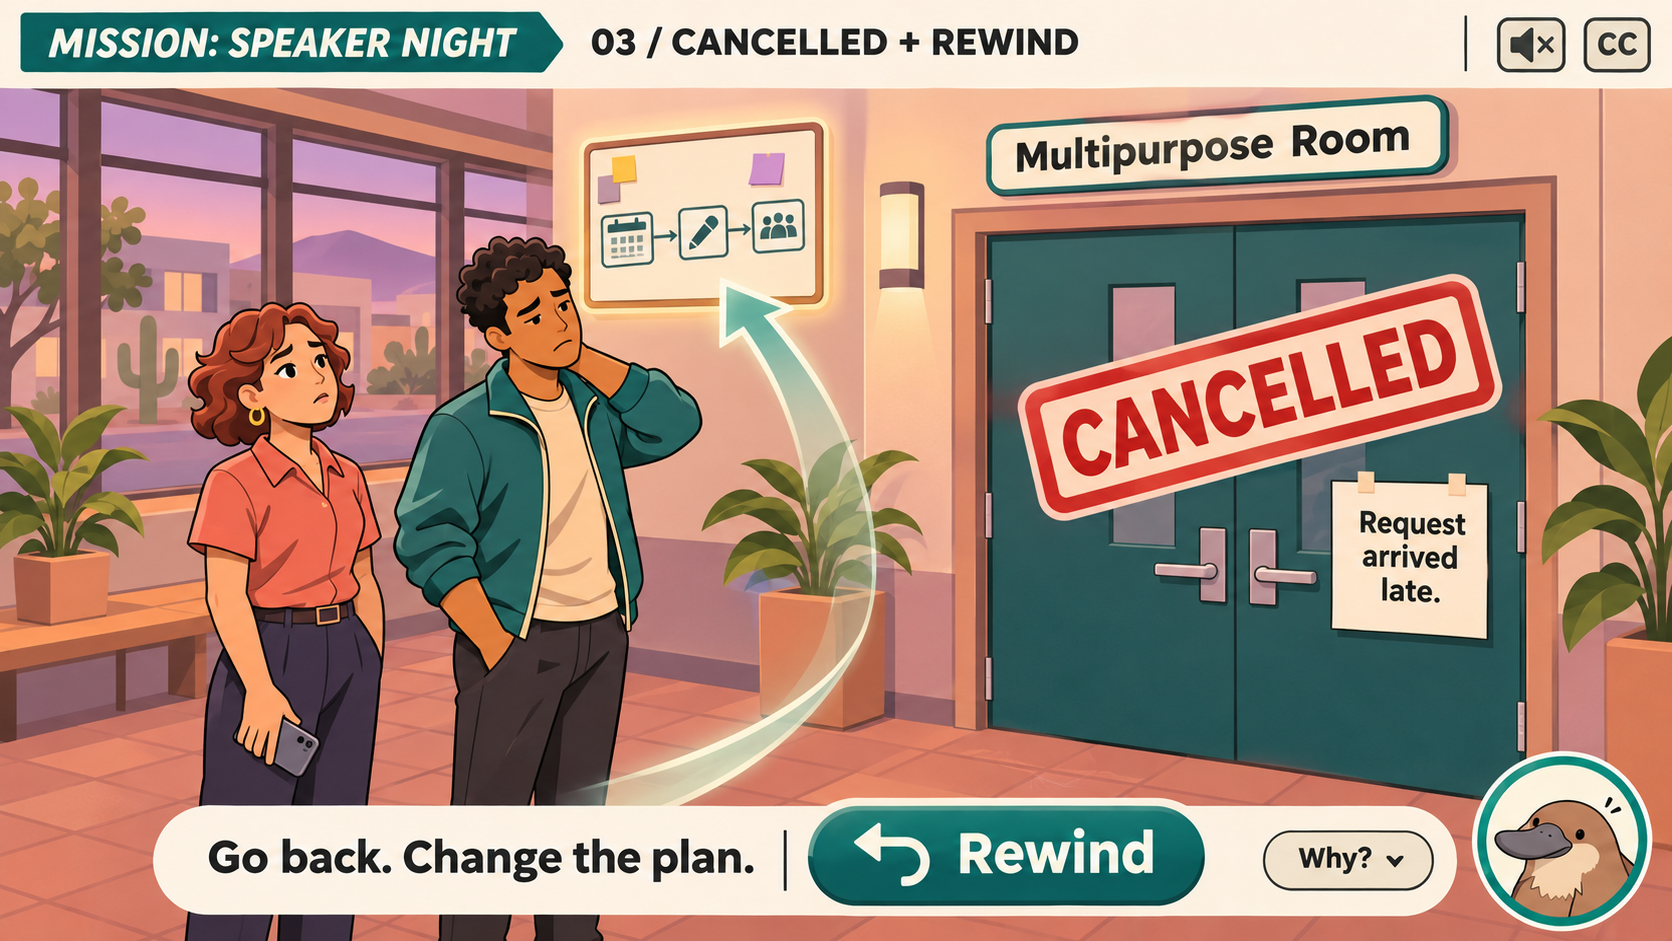 MISSION: SPEAKER NIGHT
03 / CANCELLED + REWIND
CC
Multipurpose Room
CANCELLED
Request
arrived
late.
Go back. Change the plan.
Rewind
Why?